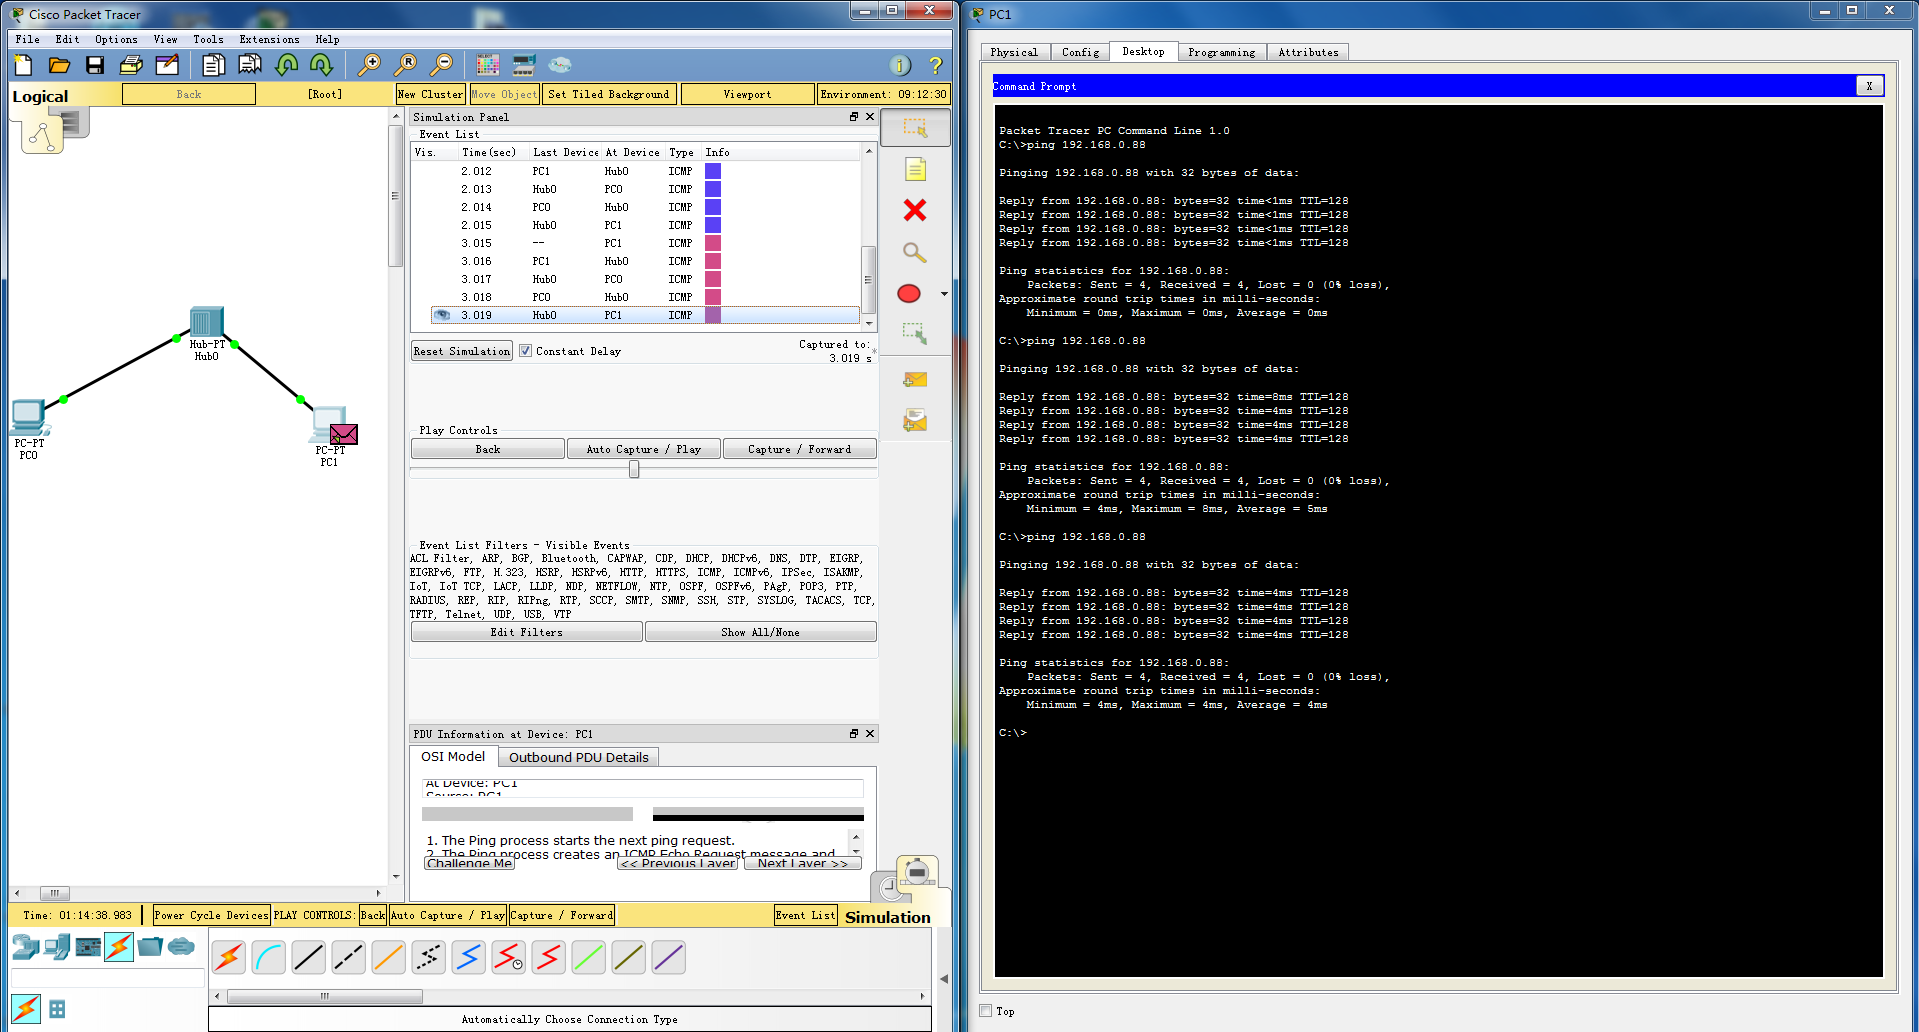 Cisco Packet Tracer
File Edit Options View Tools Extensions Help
Logical
Back
[Root]
New Cluster
Move Object
Set Tiled Background
Viewport
Environment: 09:12:30
Simulation Panel
Event List
Vis. Time(sec) Last Device At Device Type Info
2.012 PC1 Hub0 ICMP
2.013 Hub0 PC0 ICMP
2.014 PC0 Hub0 ICMP
2.015 Hub0 PC1 ICMP
3.015 -- PC1 ICMP
3.016 PC1 Hub0 ICMP
3.017 Hub0 PC0 ICMP
3.018 PC0 Hub0 ICMP
3.019 Hub0 PC1 ICMP
Reset Simulation
Constant Delay
Captured to:
3.019 s
Hub-PT
Hub0
PC-PT
PC0
PC-PT
PC1
Play Controls
Back
Auto Capture / Play
Capture / Forward
Event List Filters - Visible Events
ACL Filter, ARP, BGP, Bluetooth, CAPWAP, CDP, DHCP, DHCPv6, DNS, DTP, EIGRP,
EIGRPv6, FTP, H.323, HSRP, HSRPv6, HTTP, HTTPS, ICMP, ICMPv6, IPSec, ISAKMP,
IoT, IoT TCP, LACP, LLDP, NDP, NETFLOW, NTP, OSPF, OSPFv6, PAgP, POP3, PTP,
RADIUS, REP, RIP, RIPng, RTP, SCCP, SMTP, SNMP, SSH, STP, SYSLOG, TACACS, TCP,
TFTP, Telnet, UDP, USB, VTP
Edit Filters
Show All/None
PDU Information at Device: PC1
OSI Model
Outbound PDU Details
At Device: PC1
Source: PC1
1. The Ping process starts the next ping request.
2. The Ping process creates an ICMP Echo Request message and
Challenge Me
<< Previous Layer
Next Layer >>
Time: 01:14:38.983
Power Cycle Devices
PLAY CONTROLS:
Back
Auto Capture / Play
Capture / Forward
Event List
Simulation
Automatically Choose Connection Type
PC1
Physical
Config
Desktop
Programming
Attributes
Command Prompt
X
Packet Tracer PC Command Line 1.0
C:\>ping 192.168.0.88
Pinging 192.168.0.88 with 32 bytes of data:
Reply from 192.168.0.88: bytes=32 time<1ms TTL=128
Reply from 192.168.0.88: bytes=32 time<1ms TTL=128
Reply from 192.168.0.88: bytes=32 time<1ms TTL=128
Reply from 192.168.0.88: bytes=32 time<1ms TTL=128
Ping statistics for 192.168.0.88:
Packets: Sent = 4, Received = 4, Lost = 0 (0% loss),
Approximate round trip times in milli-seconds:
Minimum = 0ms, Maximum = 0ms, Average = 0ms
C:\>ping 192.168.0.88
Pinging 192.168.0.88 with 32 bytes of data:
Reply from 192.168.0.88: bytes=32 time=8ms TTL=128
Reply from 192.168.0.88: bytes=32 time=4ms TTL=128
Reply from 192.168.0.88: bytes=32 time=4ms TTL=128
Reply from 192.168.0.88: bytes=32 time=4ms TTL=128
Ping statistics for 192.168.0.88:
Packets: Sent = 4, Received = 4, Lost = 0 (0% loss),
Approximate round trip times in milli-seconds:
Minimum = 4ms, Maximum = 8ms, Average = 5ms
C:\>ping 192.168.0.88
Pinging 192.168.0.88 with 32 bytes of data:
Reply from 192.168.0.88: bytes=32 time=4ms TTL=128
Reply from 192.168.0.88: bytes=32 time=4ms TTL=128
Reply from 192.168.0.88: bytes=32 time=4ms TTL=128
Reply from 192.168.0.88: bytes=32 time=4ms TTL=128
Ping statistics for 192.168.0.88:
Packets: Sent = 4, Received = 4, Lost = 0 (0% loss),
Approximate round trip times in milli-seconds:
Minimum = 4ms, Maximum = 4ms, Average = 4ms
C:\>
Top